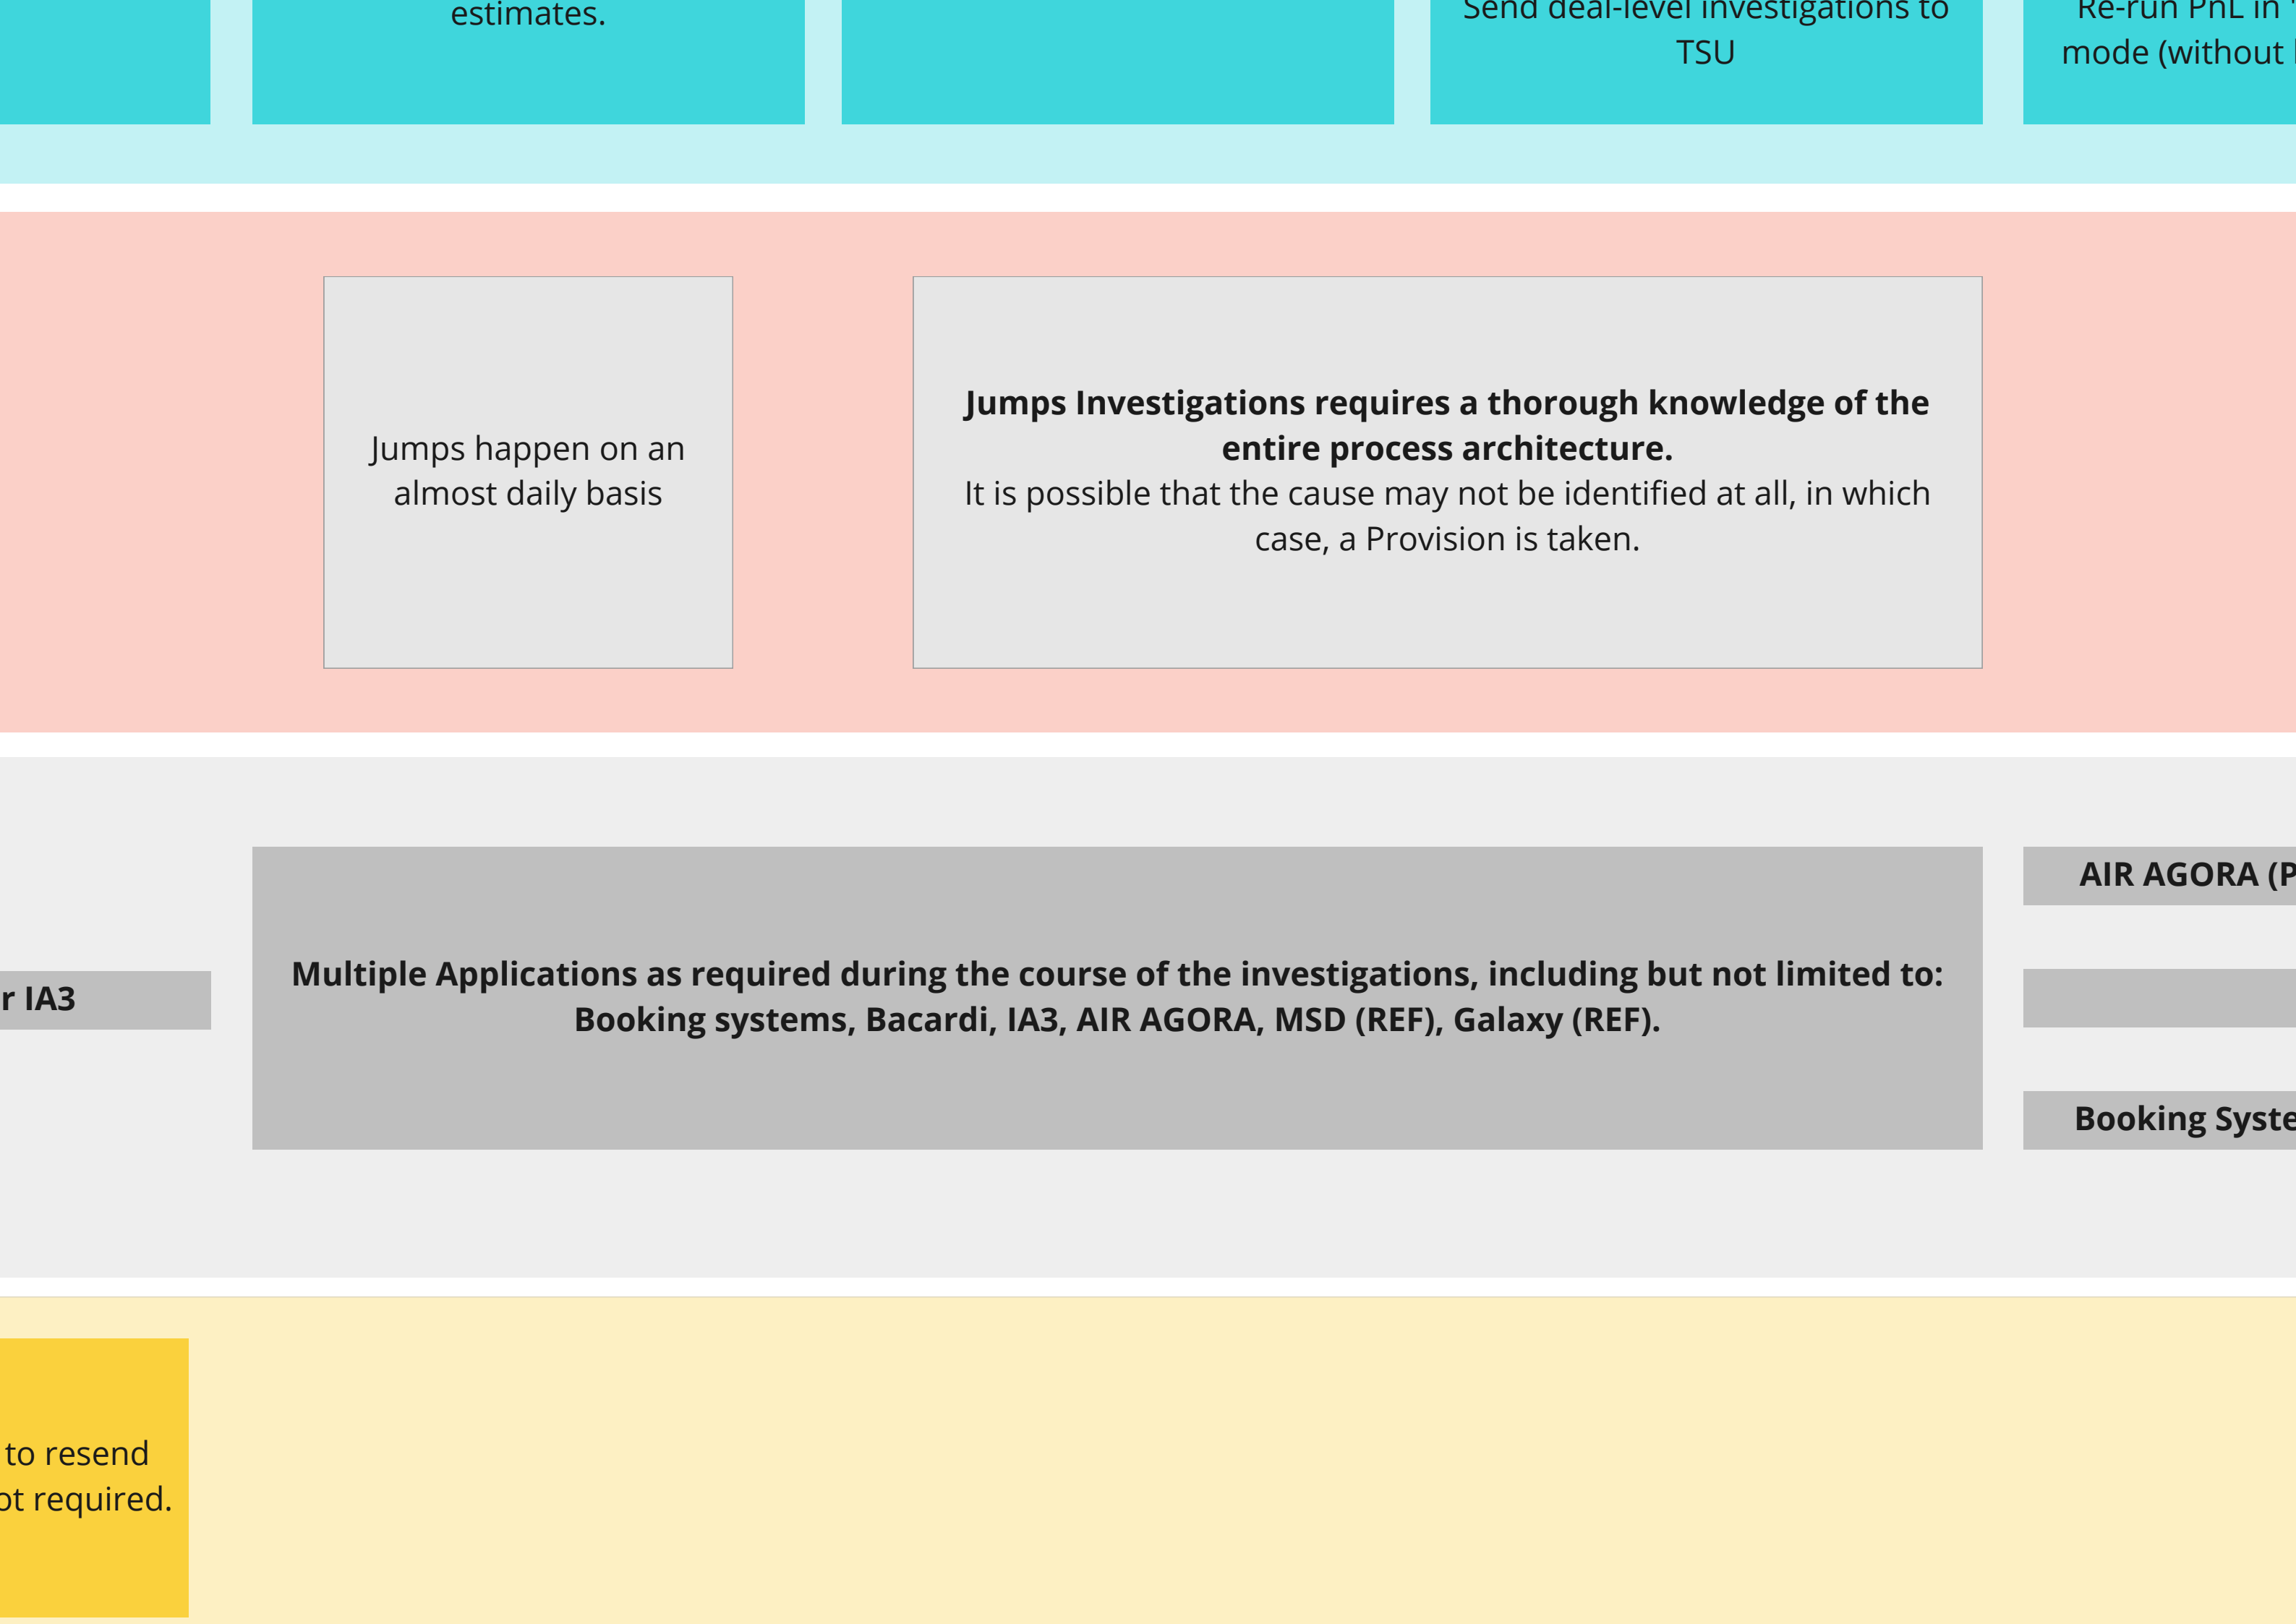 estimates.
Send deal-level investigations to
TSU
Re-run PnL in
mode (without
Jumps happen on an
almost daily basis
Jumps Investigations requires a thorough knowledge of the
entire process architecture.
It is possible that the cause may not be identified at all, in which
case, a Provision is taken.
r IA3
Multiple Applications as required during the course of the investigations, including but not limited to:
Booking systems, Bacardi, IA3, AIR AGORA, MSD (REF), Galaxy (REF).
AIR AGORA (P
Booking Syste
to resend
ot required.